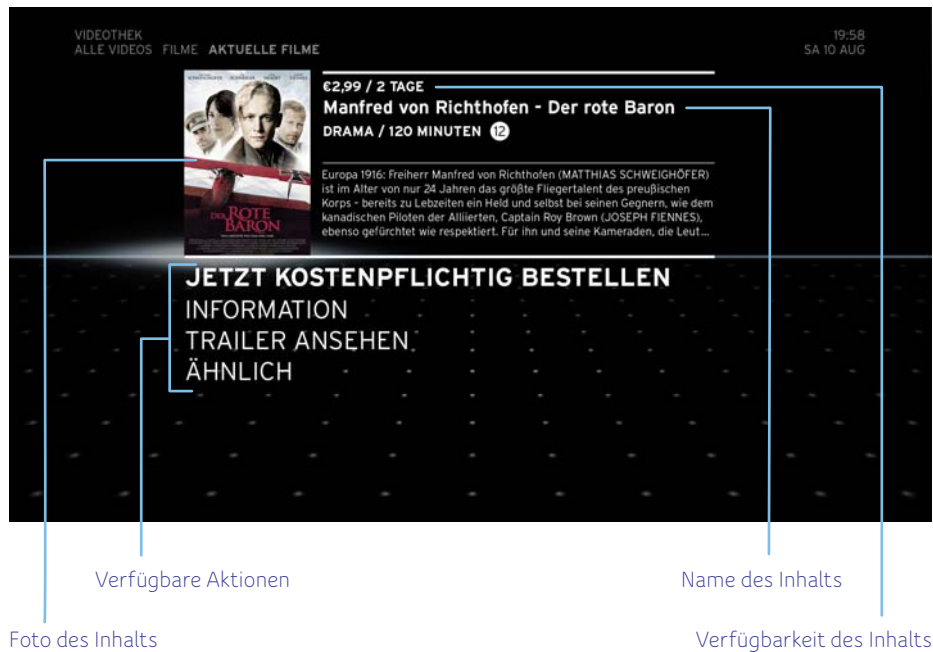 VIDEOTHEK
ALLE VIDEOS FILME AKTUELLE FILME
19:58
SA 10 AUG
DER ROTE
BARON
€2,99 / 2 TAGE
Manfred von Richthofen - Der rote Baron
DRAMA / 120 MINUTEN 12
Europa 1916: Freiherr Manfred von Richthofen (MATTHIAS SCHWEIGHÖFER)
ist im Alter von nur 24 Jahren das größte Fliegertalent des preußischen
Korps – bereits zu Lebzeiten ein Held und selbst bei seinen Gegnern, wie dem
kanadischen Piloten der Alliierten, Captain Roy Brown (JOSEPH FIENNES),
ebenso gefürchtet wie respektiert. Für ihn und seine Kameraden, die Leut...
JETZT KOSTENPFLICHTIG BESTELLEN
INFORMATION
TRAILER ANSEHEN
ÄHNLICH
Verfügbare Aktionen
Name des Inhalts
Foto des Inhalts
Verfügbarkeit des Inhalts